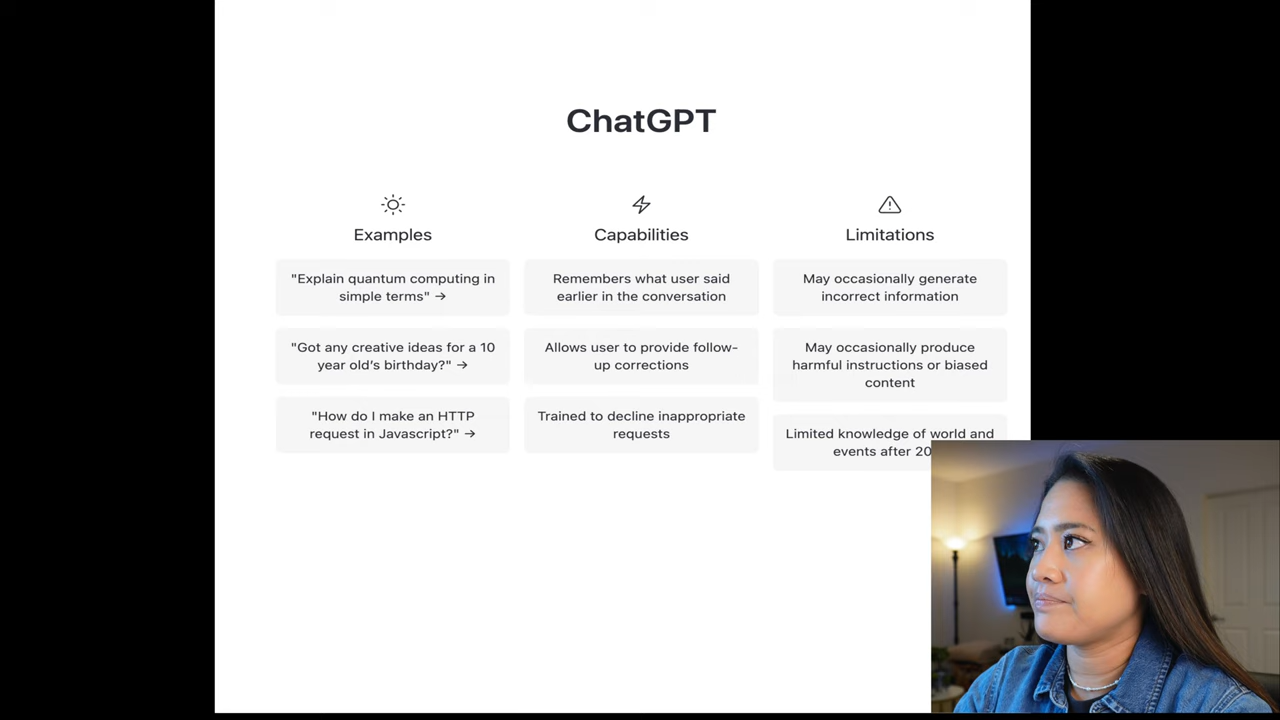 ChatGPT
Examples
"Explain quantum computing in
simple terms" →
"Got any creative ideas for a 10
year old's birthday?" →
"How do I make an HTTP
request in Javascript?" →
Capabilities
Remembers what user said
earlier in the conversation
Allows user to provide follow-
up corrections
Trained to decline inappropriate
requests
Limitations
May occasionally generate
incorrect information
May occasionally produce
harmful instructions or biased
content
Limited knowledge of world and
events after